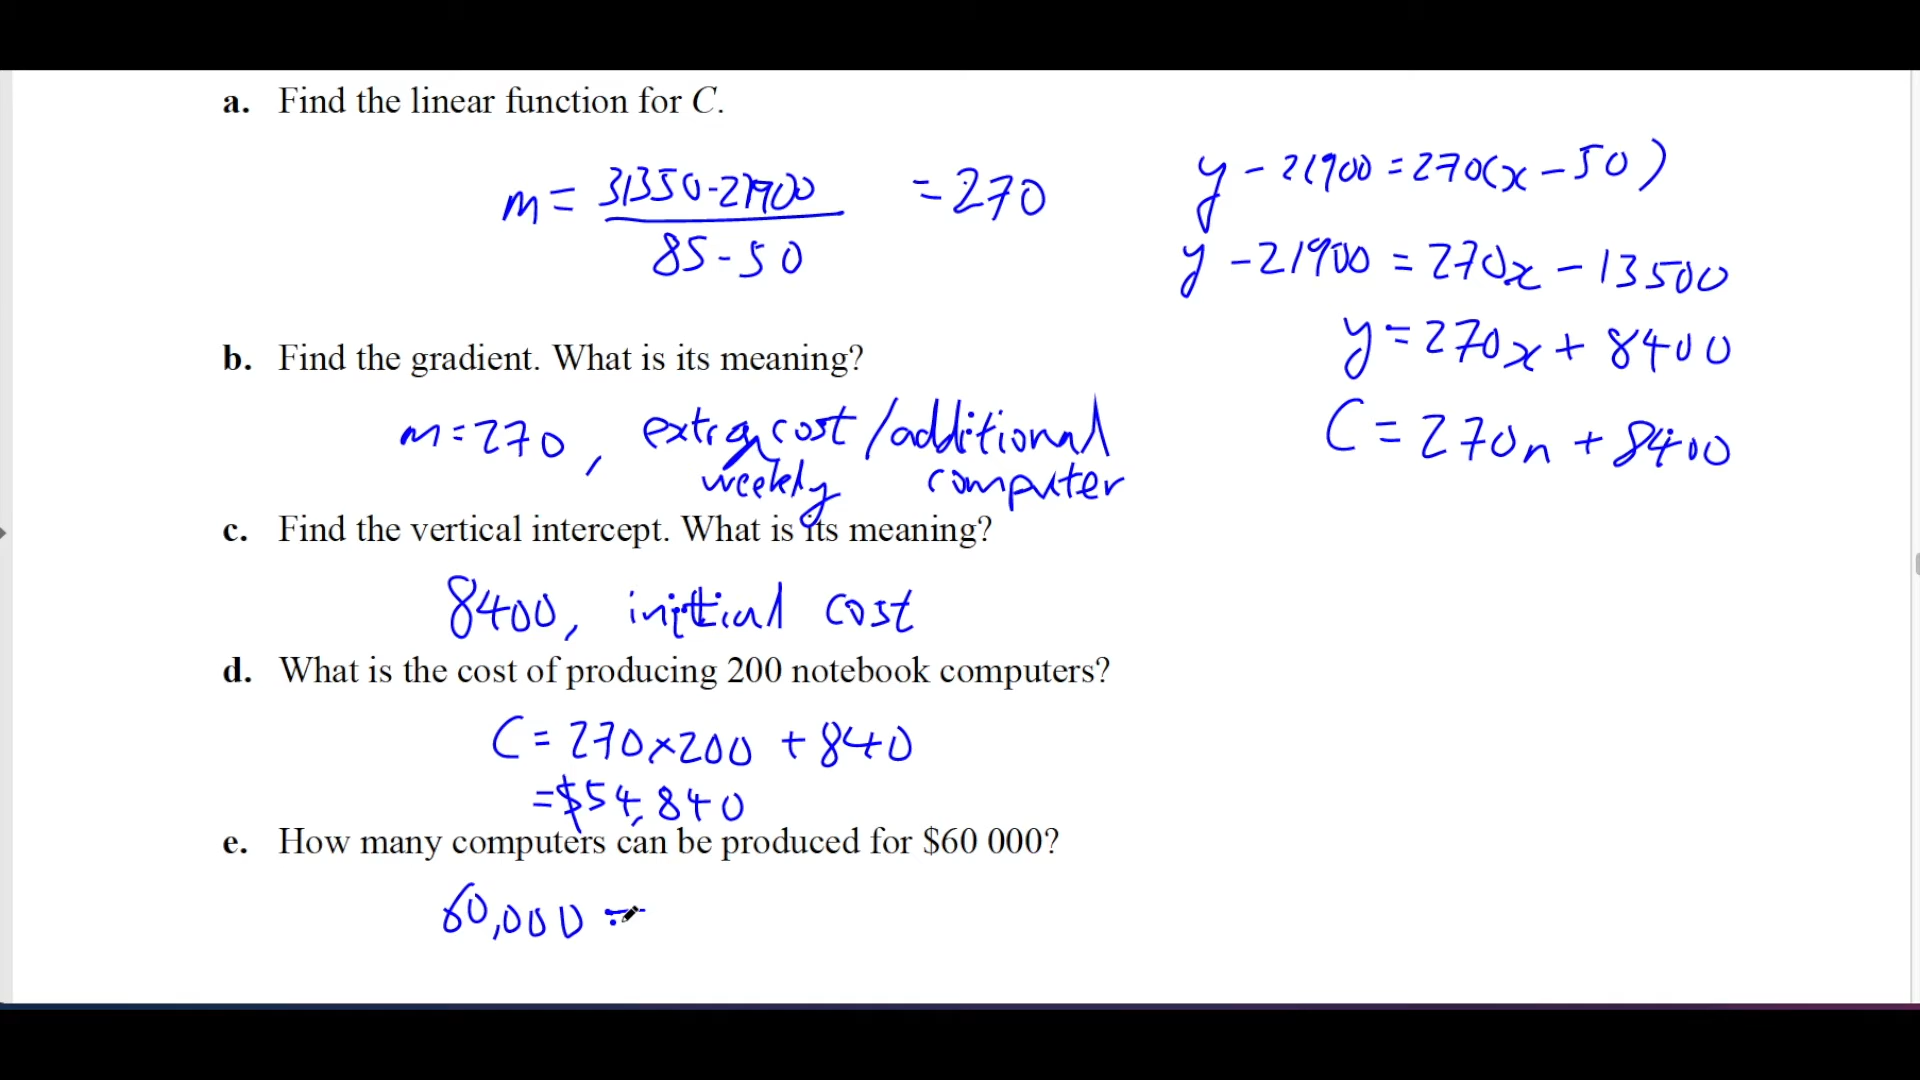 a. Find the linear function for C.
m = 31350-21900 / 85-50 = 270
y - 21900 = 270(x - 50)
y - 21900 = 270x - 13500
y = 270x + 8400
C = 270n + 8400
b. Find the gradient. What is its meaning?
m = 270, extra cost / additional
weekly computer
c. Find the vertical intercept. What is its meaning?
8400, initial cost
d. What is the cost of producing 200 notebook computers?
C = 270×200 + 840
= $54,840
e. How many computers can be produced for $60 000?
60,000 =